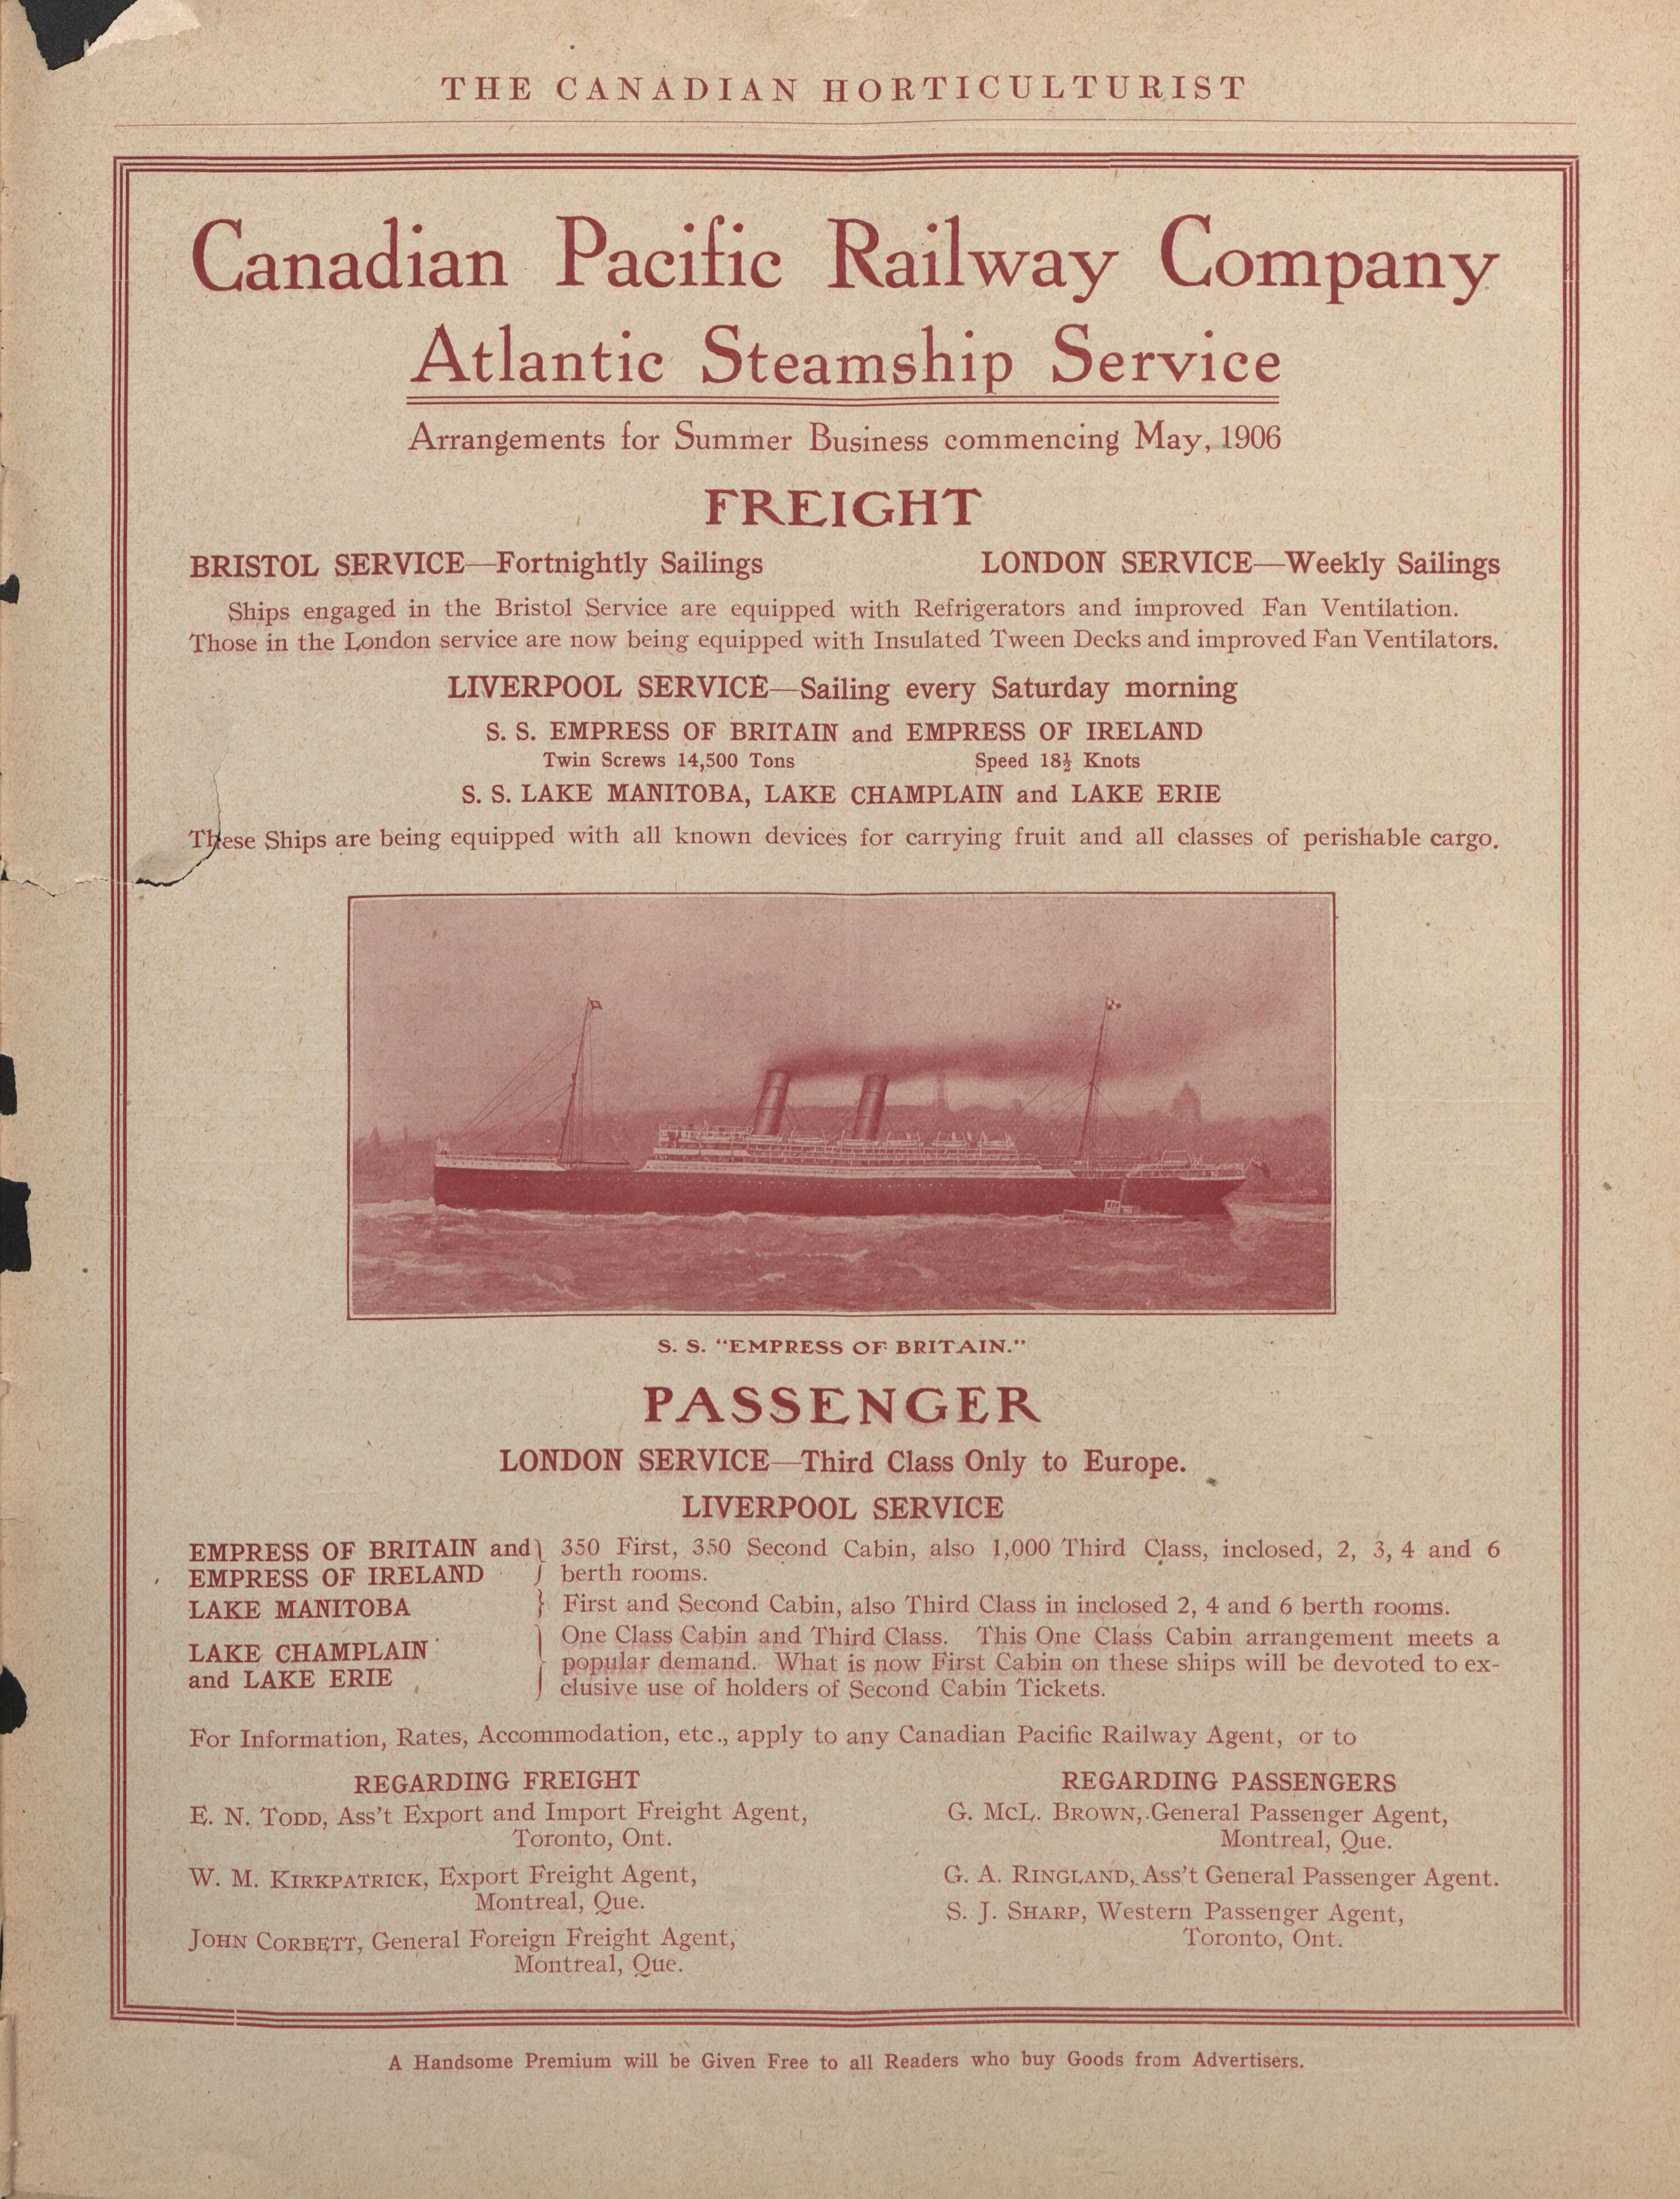 THE CANADIAN HORTICULTURIST
Canadian Pacific Railway Company
Atlantic Steamship Service
Arrangements for Summer Business commencing May, 1906
FREIGHT
BRISTOL SERVICE—Fortnightly Sailings LONDON SERVICE—Weekly Sailings
Ships engaged in the Bristol Service are equipped with Refrigerators and improved Fan Ventilation.
Those in the London service are now being equipped with Insulated Tween Decks and improved Fan Ventilators.
LIVERPOOL SERVICE—Sailing every Saturday morning
S. S. EMPRESS OF BRITAIN and EMPRESS OF IRELAND
Twin Screws 14,500 Tons Speed 18½ Knots
S. S. LAKE MANITOBA, LAKE CHAMPLAIN and LAKE ERIE
These Ships are being equipped with all known devices for carrying fruit and all classes of perishable cargo.
S. S. "EMPRESS OF BRITAIN."
PASSENGER
LONDON SERVICE—Third Class Only to Europe.
LIVERPOOL SERVICE
EMPRESS OF BRITAIN and } 350 First, 350 Second Cabin, also 1,000 Third Class, inclosed, 2, 3, 4 and 6
EMPRESS OF IRELAND } berth rooms.
LAKE MANITOBA } First and Second Cabin, also Third Class in inclosed 2, 4 and 6 berth rooms.
LAKE CHAMPLAIN
and LAKE ERIE
} One Class Cabin and Third Class. This One Class Cabin arrangement meets a
popular demand. What is now First Cabin on these ships will be devoted to ex-
clusive use of holders of Second Cabin Tickets.
For Information, Rates, Accommodation, etc., apply to any Canadian Pacific Railway Agent, or to
REGARDING FREIGHT
E. N. TODD, Ass't Export and Import Freight Agent,
Toronto, Ont.
W. M. KIRKPATRICK, Export Freight Agent,
Montreal, Que.
JOHN CORBETT, General Foreign Freight Agent,
Montreal, Que.
REGARDING PASSENGERS
G. McL. BROWN, General Passenger Agent,
Montreal, Que.
G. A. RINGLAND, Ass't General Passenger Agent.
S. J. SHARP, Western Passenger Agent,
Toronto, Ont.
A Handsome Premium will be Given Free to all Readers who buy Goods from Advertisers.